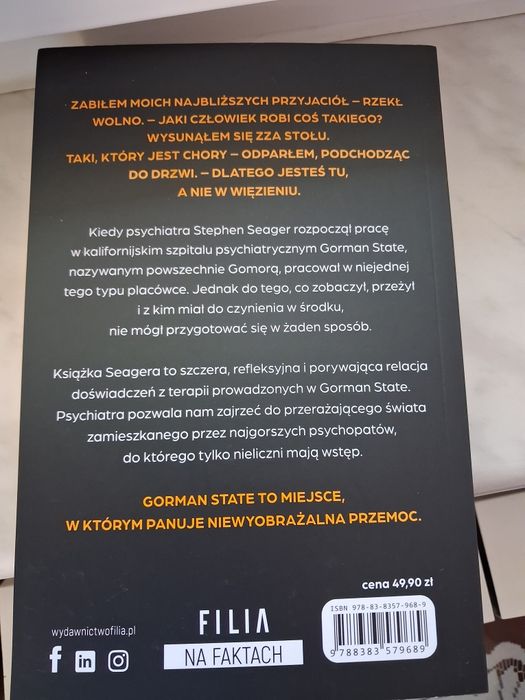 ZABIŁEM MOICH NAJBLIŻSZYCH PRZYJACIÓŁ – RZEKŁ
WOLNO. – JAKI CZŁOWIEK ROBI COŚ TAKIEGO?
WYSUNĄŁEM SIĘ ZZA STOŁU.
TAKI, KTÓRY JEST CHORY – ODPARŁEM, PODCHODZĄC
DO DRZWI. – DLATEGO JESTEŚ TU,
A NIE W WIĘZIENIU.
Kiedy psychiatra Stephen Seager rozpoczął pracę
w kalifornijskim szpitalu psychiatrycznym Gorman State,
nazywanym powszechnie Gomorą, pracował w niejednej
tego typu placówce. Jednak do tego, co zobaczył, przeżył
i z kim miał do czynienia w środku,
nie mógł przygotować się w żaden sposób.
Książka Seagera to szczera, refleksyjna i porywająca relacja
doświadczeń z terapii prowadzonych w Gorman State.
Psychiatra pozwala nam zajrzeć do przerażającego świata
zamieszkanego przez najgorszych psychopatów,
do którego tylko nieliczni mają wstęp.
GORMAN STATE TO MIEJSCE,
W KTÓRYM PANUJE NIEWYOBRAŻALNA PRZEMOC.
cena 49,90 zł
ISBN 978-83-8357-968-9
9 788383 579689
wydawnictwofilia.pl
f in
FILIA
NA FAKTACH